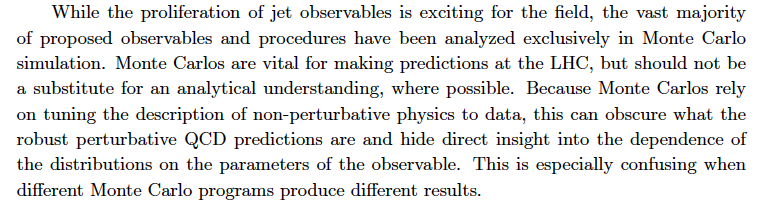 While the proliferation of jet observables is exciting for the field, the vast majority
of proposed observables and procedures have been analyzed exclusively in Monte Carlo
simulation. Monte Carlos are vital for making predictions at the LHC, but should not be
a substitute for an analytical understanding, where possible. Because Monte Carlos rely
on tuning the description of non-perturbative physics to data, this can obscure what the
robust perturbative QCD predictions are and hide direct insight into the dependence of
the distributions on the parameters of the observable. This is especially confusing when
different Monte Carlo programs produce different results.